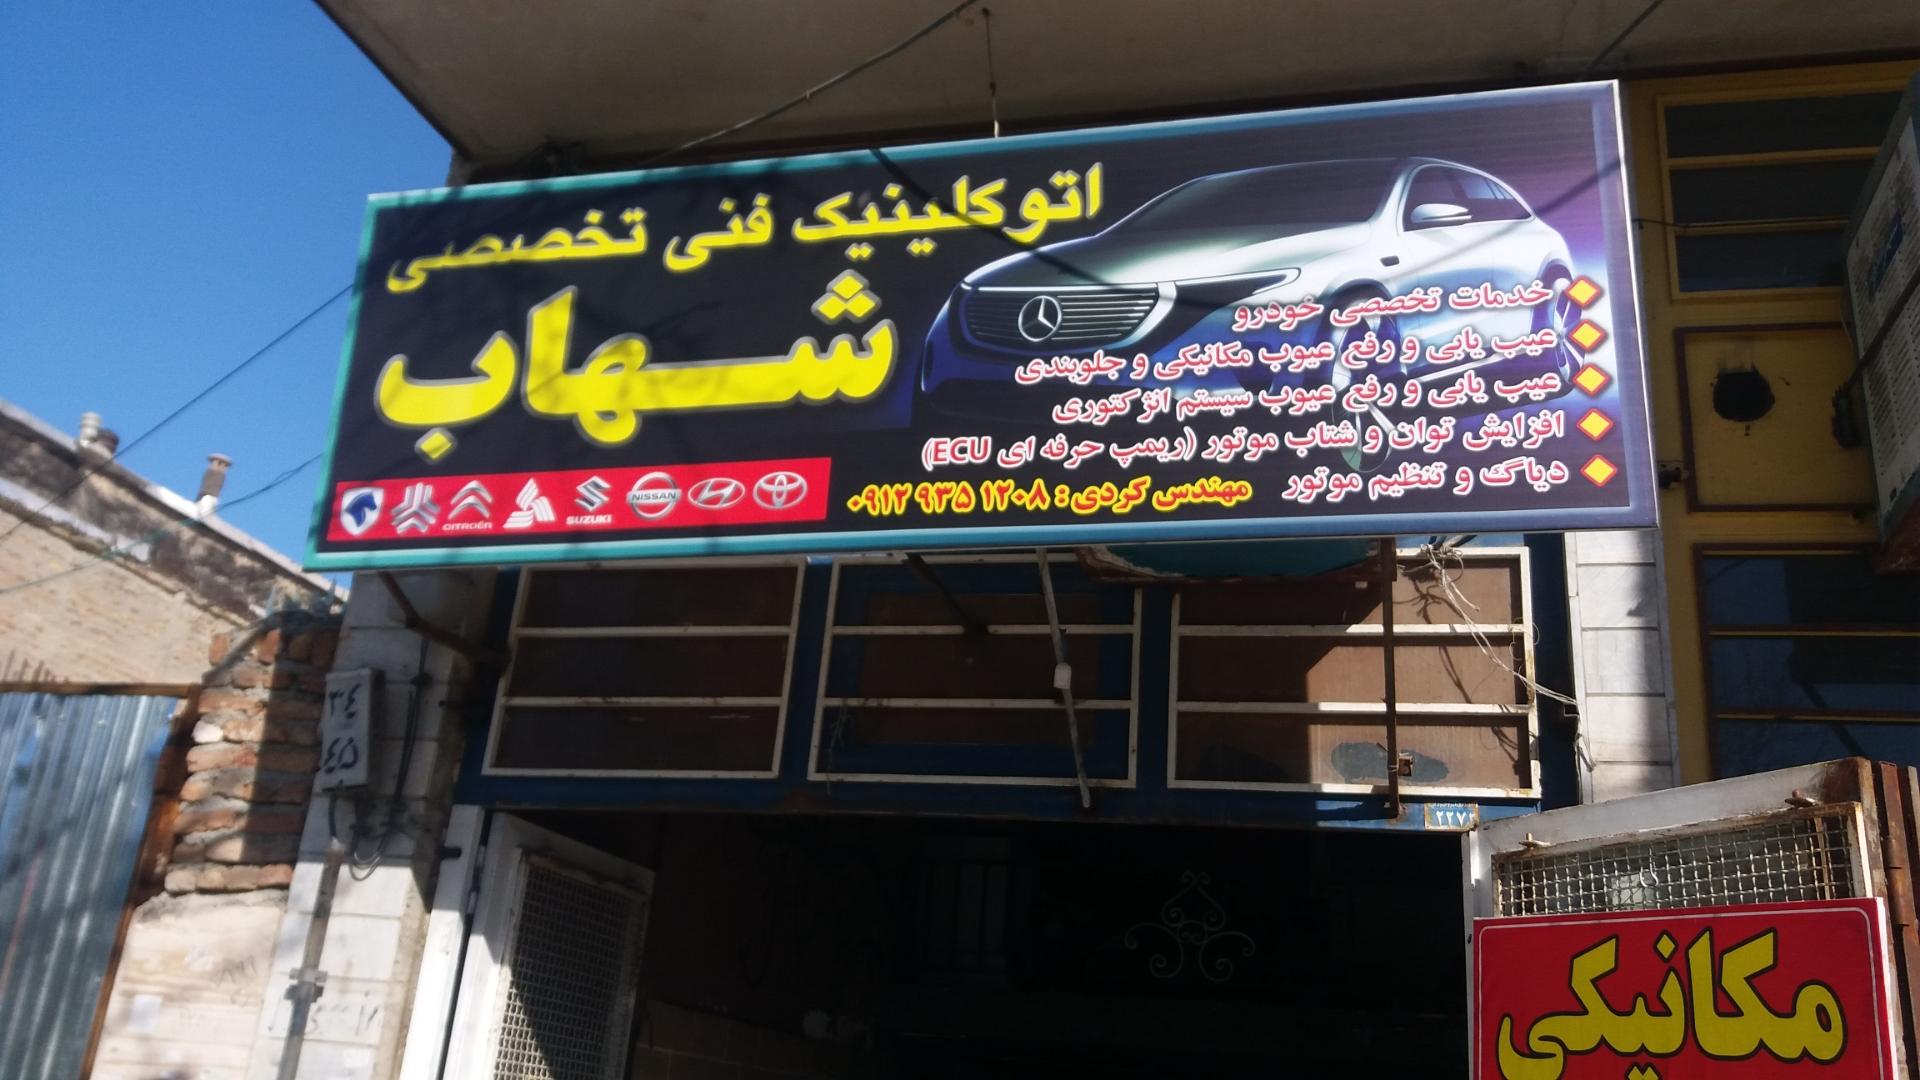 اتوکلینیک فنی تخصصی
شهاب
خدمات تخصصی خودرو
عیب یابی و رفع عیوب مکانیکی و جلوبندی
عیب یابی و رفع عیوب سیستم انژکتوری
افزایش توان و شتاب موتور (ریمپ حرفه ای ECU)
دیاگ و تنظیم موتور
مهندس کردی: ۰۹۱۲ ۹۳۵ ۱۲۰۸
CITROËN
SUZUKI
NISSAN
۳۴
۴۵
۲۲۷۲
مکانیکی